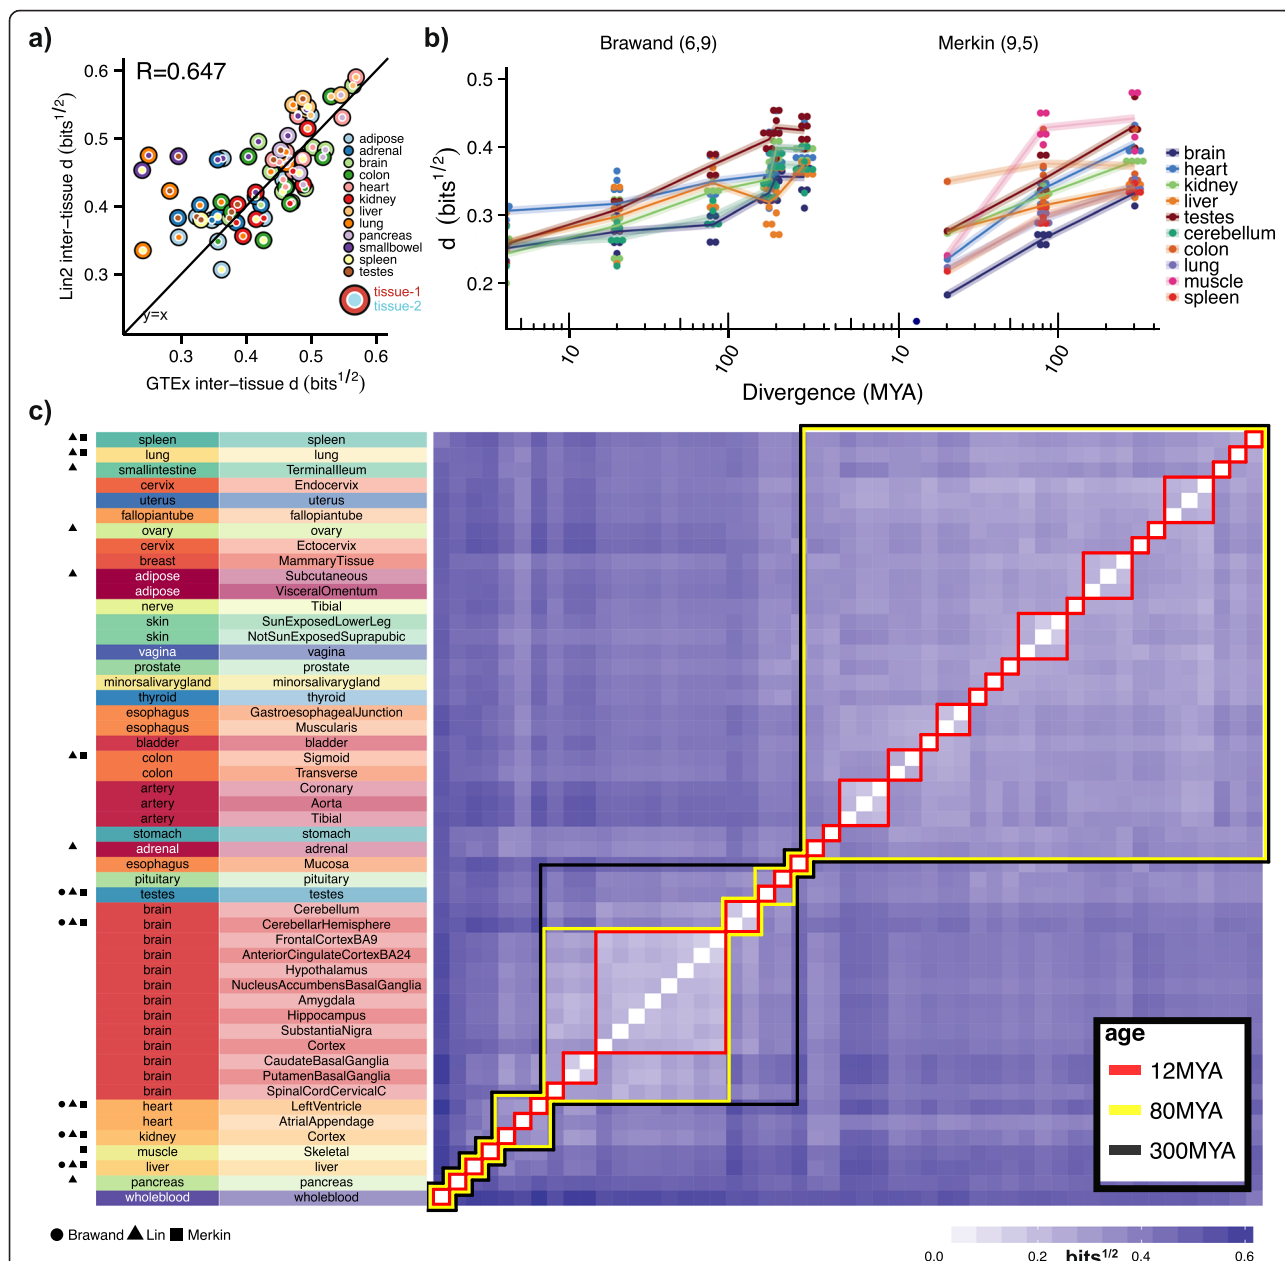 a)
R=0.647
Lin2 inter−tissue d (bits1/2)
0.6
0.5
0.4
0.3
y=x
0.3 0.4 0.5 0.6
GTEx inter−tissue d (bits1/2)
adipose
adrenal
brain
colon
heart
kidney
liver
lung
pancreas
smallbowel
spleen
testes
tissue-1
tissue-2
b)
Brawand (6,9)
Merkin (9,5)
d (bits1/2)
0.5
0.4
0.3
0.2
10 100 10 100
Divergence (MYA)
brain
heart
kidney
liver
testes
cerebellum
colon
lung
muscle
spleen
c)
spleen spleen
lung lung
smallintestine TerminalIleum
cervix Endocervix
uterus uterus
fallopiantube fallopiantube
ovary ovary
cervix Ectocervix
breast MammaryTissue
adipose Subcutaneous
adipose VisceralOmentum
nerve Tibial
skin SunExposedLowerLeg
skin NotSunExposedSuprapubic
vagina vagina
prostate prostate
minorsalivarygland minorsalivarygland
thyroid thyroid
esophagus GastroesophagealJunction
esophagus Muscularis
bladder bladder
colon Sigmoid
colon Transverse
artery Coronary
artery Aorta
artery Tibial
stomach stomach
adrenal adrenal
esophagus Mucosa
pituitary pituitary
testes testes
brain Cerebellum
brain CerebellarHemisphere
brain FrontalCortexBA9
brain AnteriorCingulateCortexBA24
brain Hypothalamus
brain NucleusAccumbensBasalGanglia
brain Amygdala
brain Hippocampus
brain SubstantiaNigra
brain Cortex
brain CaudateBasalGanglia
brain PutamenBasalGanglia
brain SpinalCordCervicalC
heart LeftVentricle
heart AtrialAppendage
kidney Cortex
muscle Skeletal
liver liver
pancreas pancreas
wholeblood wholeblood
Brawand Lin Merkin
age
12MYA
80MYA
300MYA
0.0 0.2 bits1/2 0.4 0.6